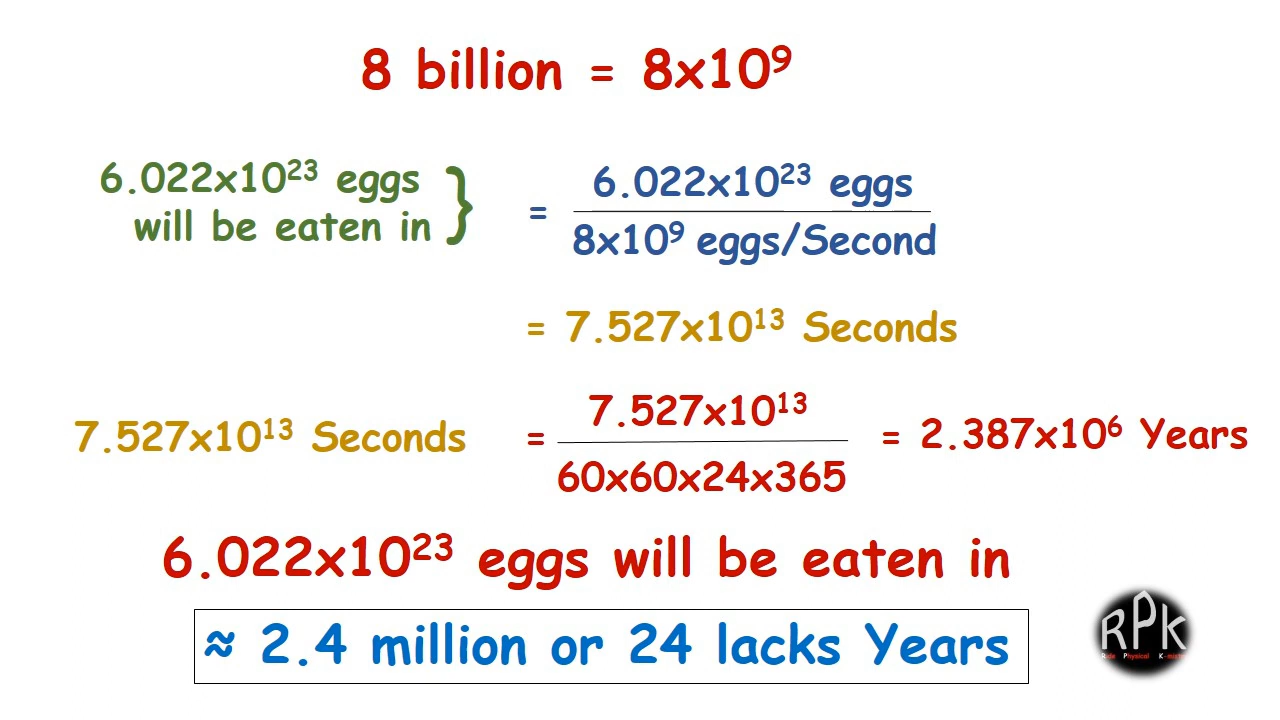 8 billion = 8x10⁹
6.022x10²³ eggs
will be eaten in } = 6.022x10²³ eggs
8x10⁹ eggs/Second
= 7.527x10¹³ Seconds
7.527x10¹³ Seconds = 7.527x10¹³
60x60x24x365
= 2.387x10⁶ Years
6.022x10²³ eggs will be eaten in
≈ 2.4 million or 24 lacks Years
RPK
Physical